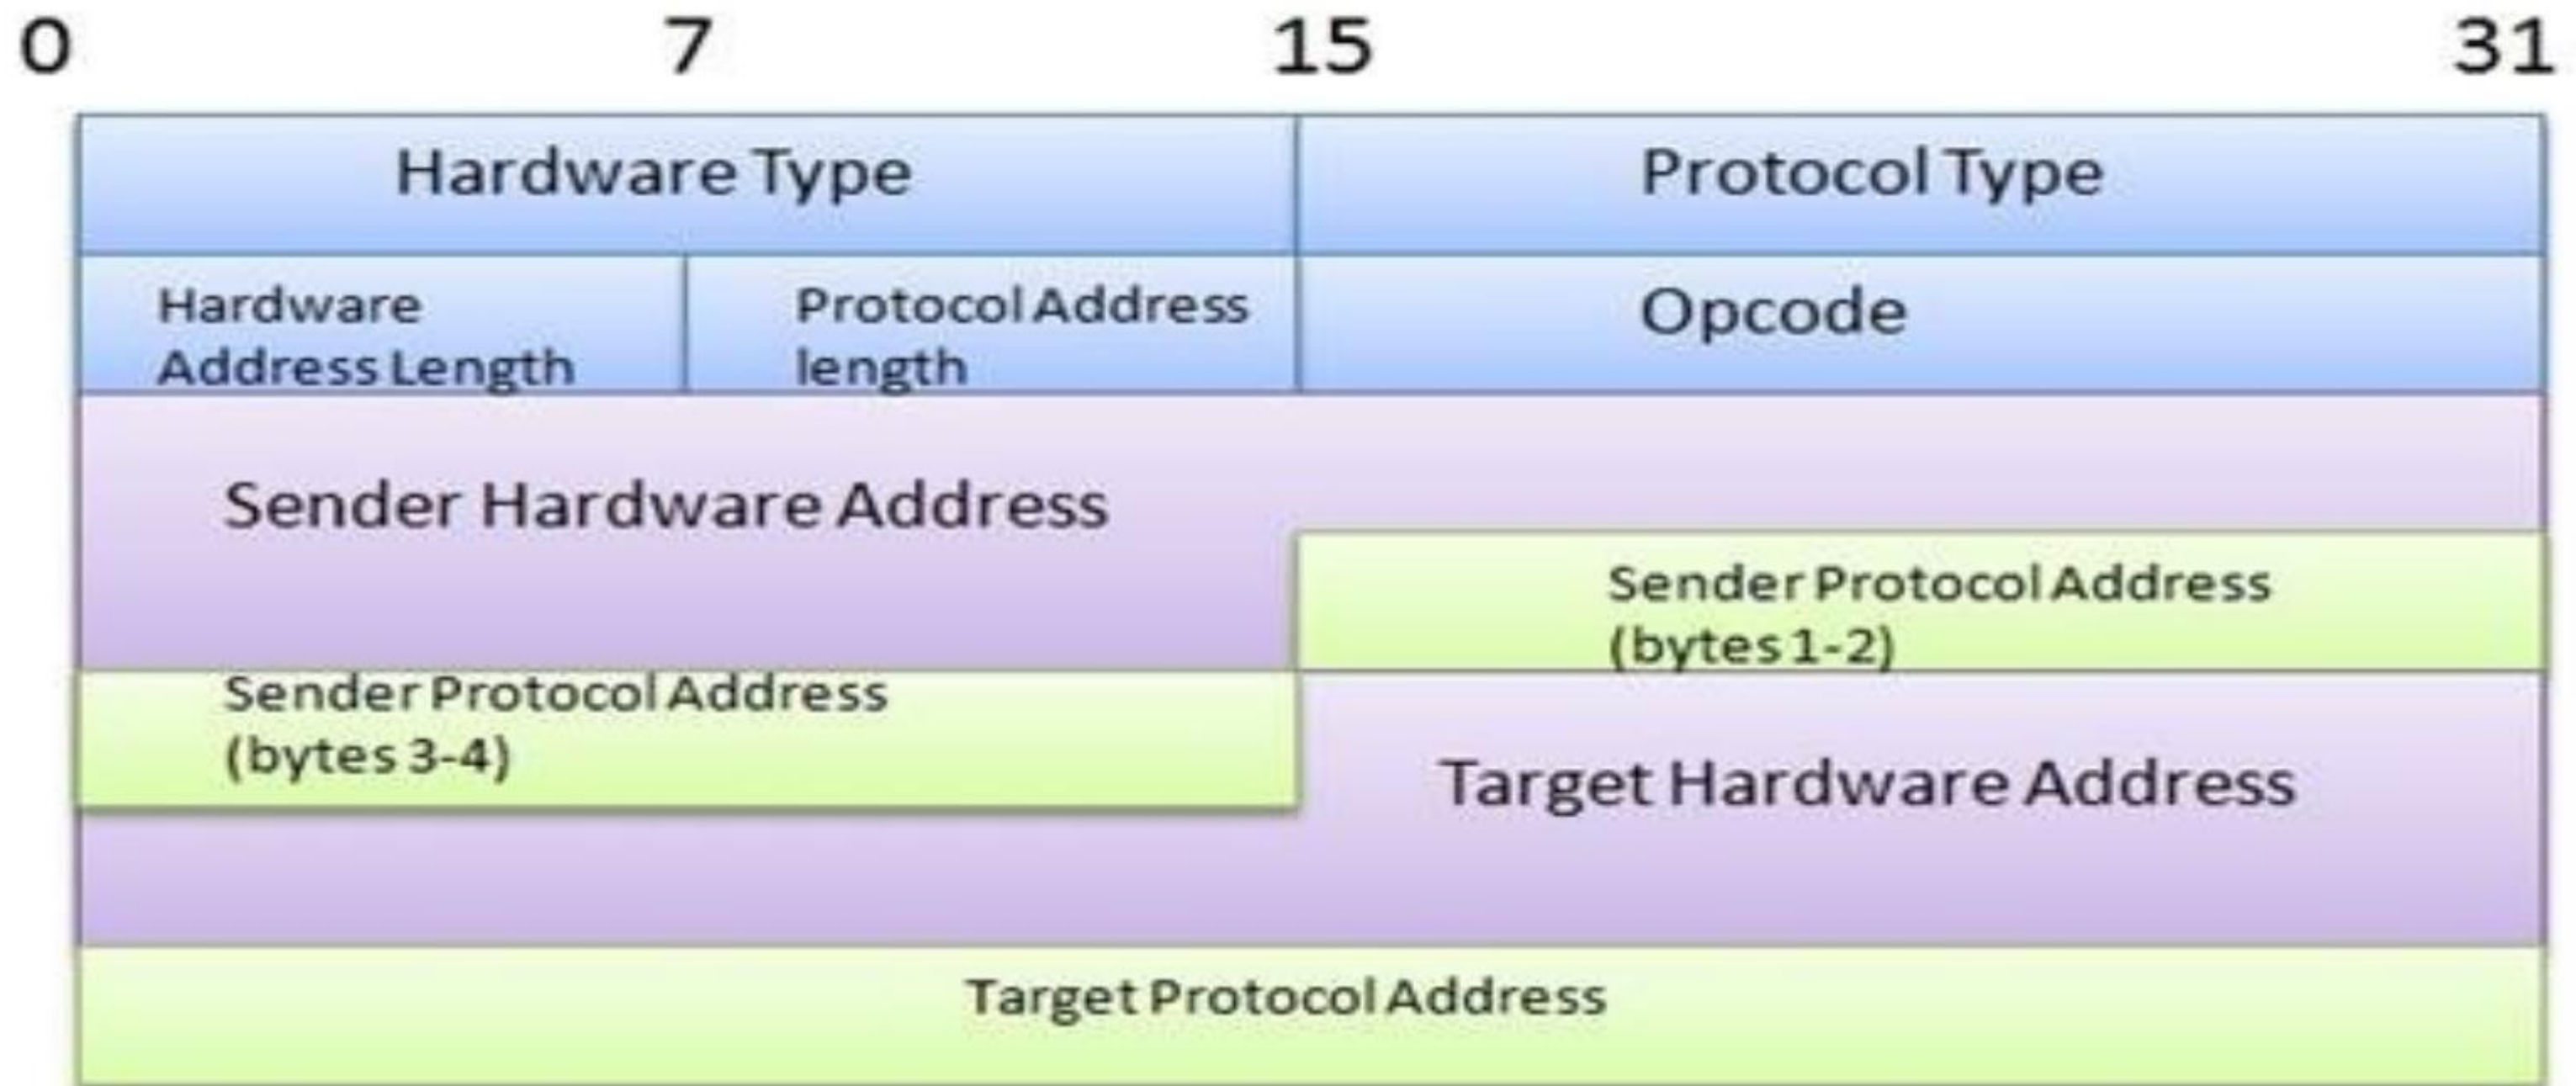 0 7 15 31
Hardware Type
Protocol Type
Hardware
Address Length
Protocol Address
length
Opcode
Sender Hardware Address
Sender Protocol Address
(bytes 1-2)
Sender Protocol Address
(bytes 3-4)
Target Hardware Address
Target Protocol Address